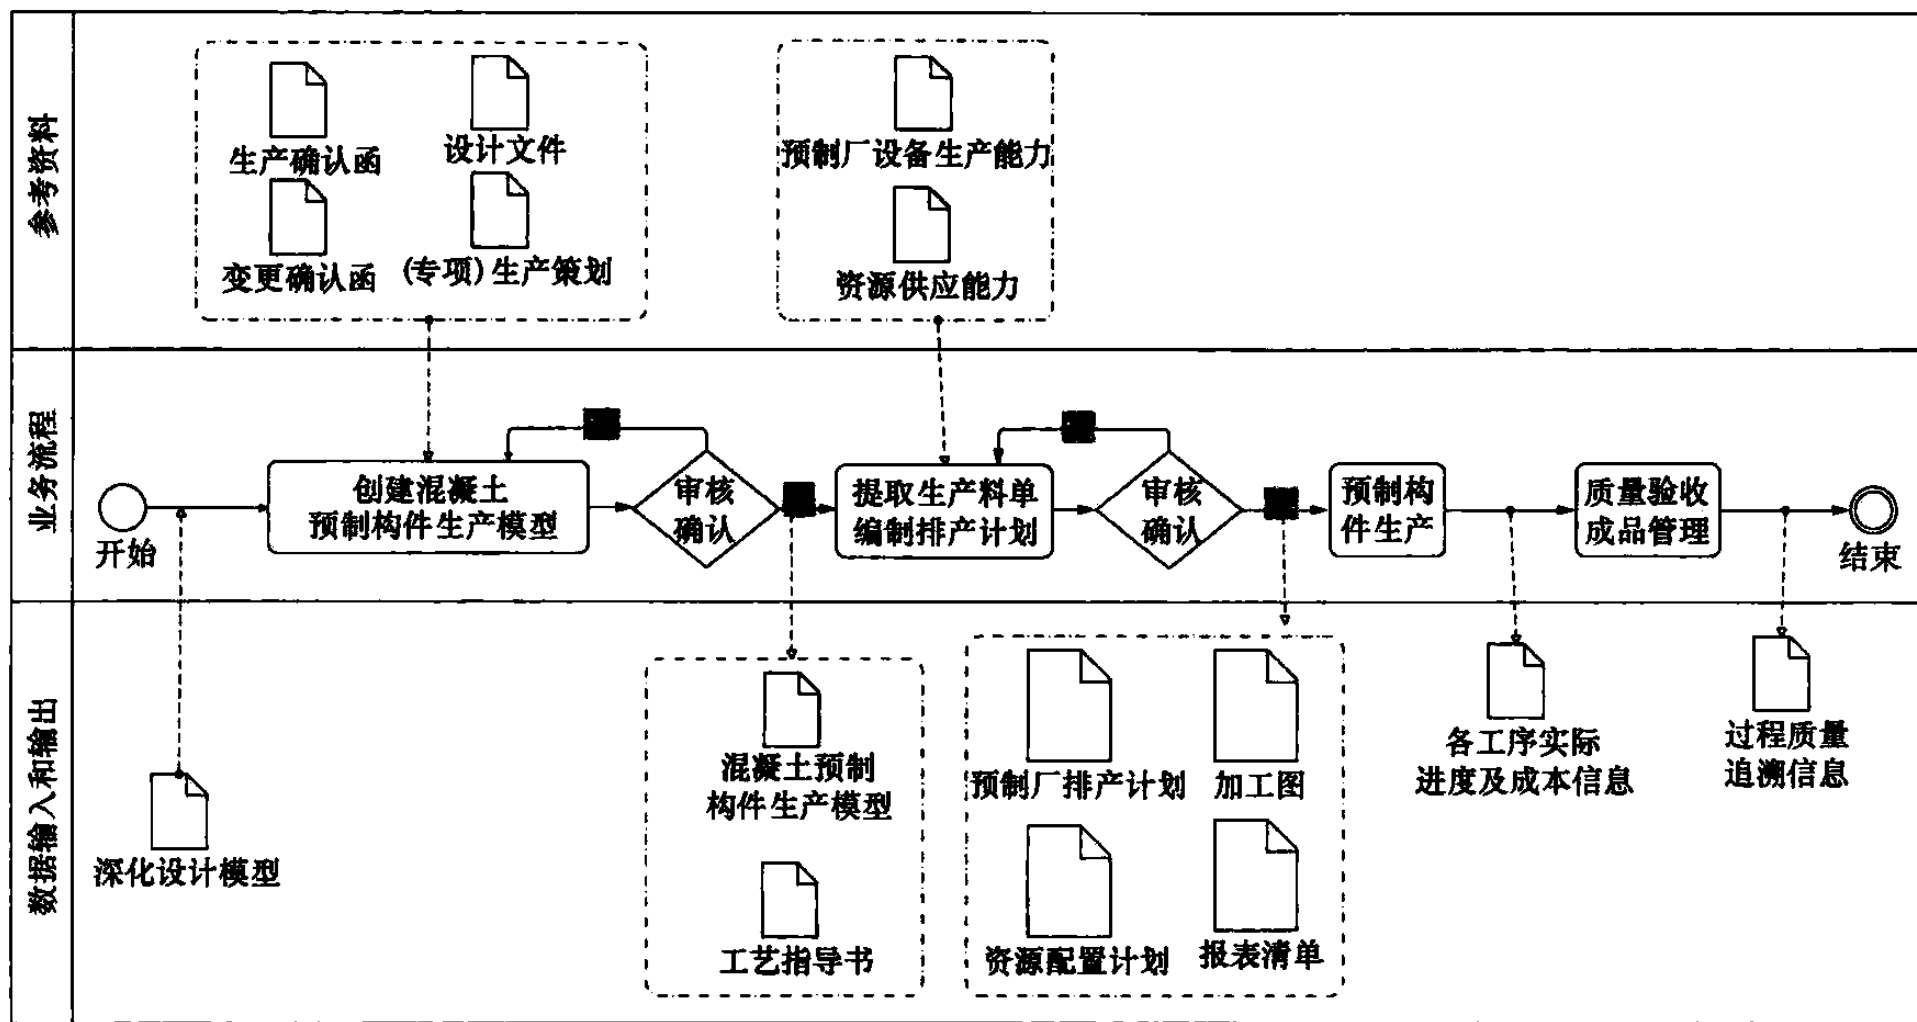 参考资料
生产确认函
设计文件
变更确认函
(专项)生产策划
预制厂设备生产能力
资源供应能力
业务流程
开始
创建混凝土
预制构件生产模型
审核
确认
提取生产料单
编制排产计划
审核
确认
预制构
件生产
质量验收
成品管理
结束
数据输入和输出
深化设计模型
混凝土预制
构件生产模型
工艺指导书
预制厂排产计划
加工图
资源配置计划
报表清单
各工序实际
进度及成本信息
过程质量
追溯信息